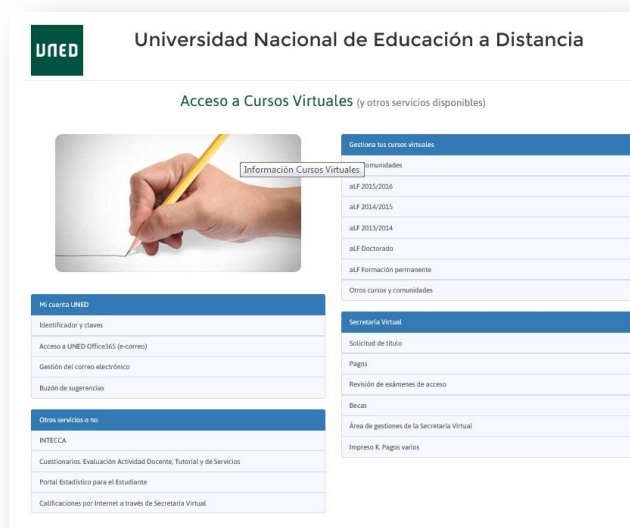 UNED
Universidad Nacional de Educación a Distancia
Acceso a Cursos Virtuales (y otros servicios disponibles)
Información Cursos Virtuales
Mi cuenta UNED
Identificador y claves
Acceso a UNED Office365 (e-correo)
Gestión del correo electrónico
Buzón de sugerencias
Otros servicios o no
INTECCA
Cuestionarios. Evaluación Actividad Docente, Tutorial y de Servicios
Portal Estadístico para el Estudiante
Calificaciones por Internet a través de Secretaría Virtual
Gestiona tus cursos virtuales
omunidades
aLF 2015/2016
aLF 2014/2015
aLF 2013/2014
aLF Doctorado
aLF Formación permanente
Otros cursos y comunidades
Secretaría Virtual
Solicitud de título
Pagos
Revisión de exámenes de acceso
Becas
Área de gestiones de la Secretaría Virtual
Impreso K. Pagos varios